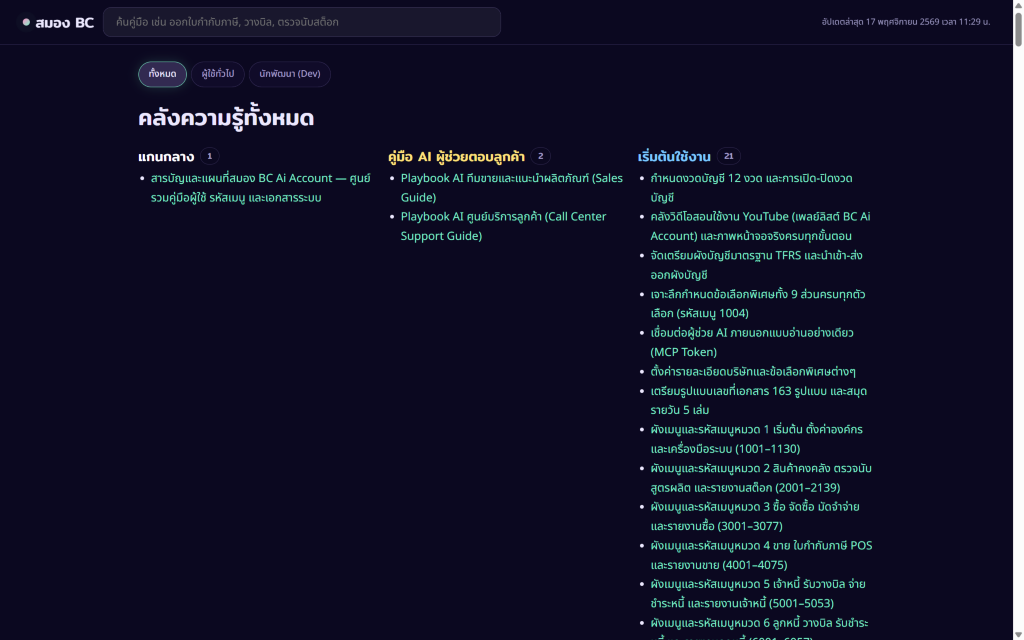 สมอง BC
ค้นคู่มือ เช่น ออกใบกำกับภาษี, วางบิล, ตรวจนับสต็อก
อัปเดตล่าสุด 17 พฤศจิกายน 2569 เวลา 11:29 น.
ทั้งหมด
ผู้ใช้ทั่วไป
นักพัฒนา (Dev)
คลังความรู้ทั้งหมด
แกนกลาง 1
สารบัญและแผนที่สมอง BC Ai Account — ศูนย์
รวมคู่มือผู้ใช้ รหัสเมนู และเอกสารระบบ
คู่มือ AI ผู้ช่วยตอบลูกค้า 2
Playbook AI ทีมขายและแนะนำผลิตภัณฑ์ (Sales
Guide)
Playbook AI ศูนย์บริการลูกค้า (Call Center
Support Guide)
เริ่มต้นใช้งาน 21
กำหนดงวดบัญชี 12 งวด และการเปิด-ปิดงวด
บัญชี
คลังวิดีโอสอนใช้งาน YouTube (เพลย์ลิสต์ BC Ai
Account) และภาพหน้าจอจริงครบทุกขั้นตอน
จัดเตรียมผังบัญชีมาตรฐาน TFRS และนำเข้า-ส่ง
ออกผังบัญชี
เจาะลึกกำหนดข้อเลือกพิเศษทั้ง 9 ส่วนครบทุกตัว
เลือก (รหัสเมนู 1004)
เชื่อมต่อผู้ช่วย AI ภายนอกแบบอ่านอย่างเดียว
(MCP Token)
ตั้งค่ารายละเอียดบริษัทและข้อเลือกพิเศษต่างๆ
เตรียมรูปแบบเลขที่เอกสาร 163 รูปแบบ และสมุด
รายวัน 5 เล่ม
ผังเมนูและรหัสเมนูหมวด 1 เริ่มต้น ตั้งค่าองค์กร
และเครื่องมือระบบ (1001–1130)
ผังเมนูและรหัสเมนูหมวด 2 สินค้าคงคลัง ตรวจนับ
สูตรผลิต และรายงานสต็อก (2001–2139)
ผังเมนูและรหัสเมนูหมวด 3 ซื้อ จัดซื้อ มัดจำจ่าย
และรายงานซื้อ (3001–3077)
ผังเมนูและรหัสเมนูหมวด 4 ขาย ใบกำกับภาษี POS
และรายงานขาย (4001–4075)
ผังเมนูและรหัสเมนูหมวด 5 เจ้าหนี้ รับวางบิล จ่าย
ชำระหนี้ และรายงานเจ้าหนี้ (5001–5053)
ผังเมนูและรหัสเมนูหมวด 6 ลูกหนี้ วางบิล รับชำระ